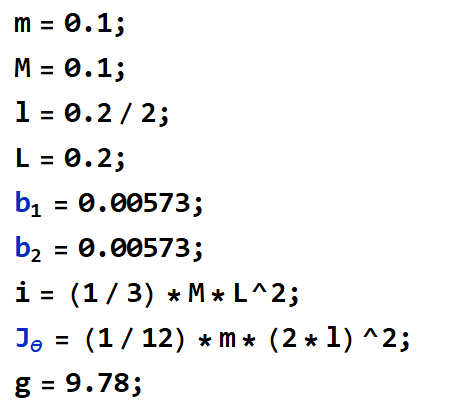 m = 0.1;
M = 0.1;
l = 0.2 / 2;
L = 0.2;
b₁ = 0.00573;
b₂ = 0.00573;
i = (1 / 3) * M * L ^ 2;
J_θ = (1 / 12) * m * (2 * l) ^ 2;
g = 9.78;